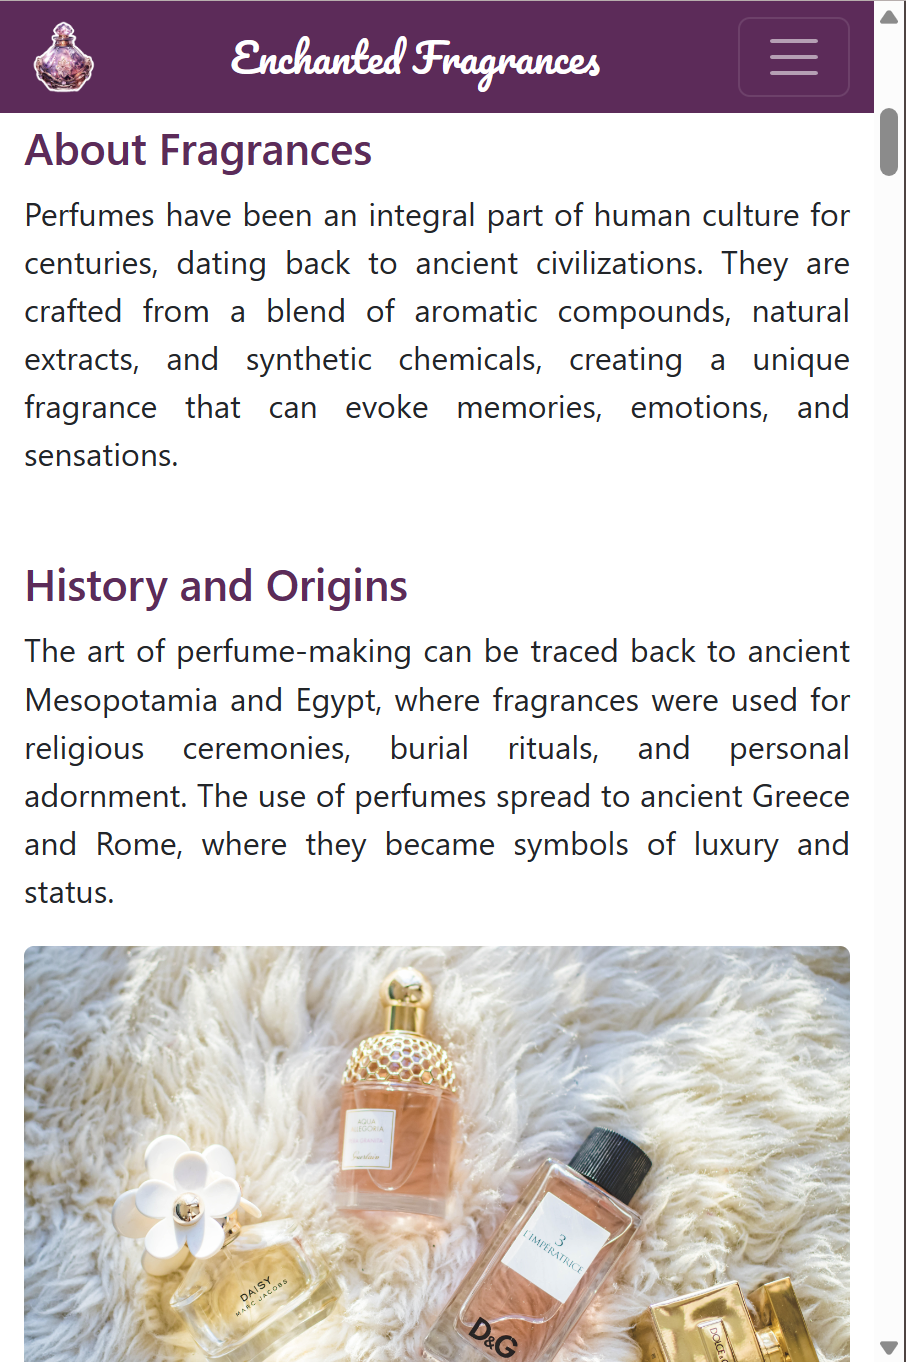 Enchanted Fragrances
About Fragrances
Perfumes have been an integral part of human culture for
centuries, dating back to ancient civilizations. They are
crafted from a blend of aromatic compounds, natural
extracts, and synthetic chemicals, creating a unique
fragrance that can evoke memories, emotions, and
sensations.
History and Origins
The art of perfume-making can be traced back to ancient
Mesopotamia and Egypt, where fragrances were used for
religious ceremonies, burial rituals, and personal
adornment. The use of perfumes spread to ancient Greece
and Rome, where they became symbols of luxury and
status.
AQUA
ALLEGORIA
3
L'IMPÉRATRICE
DAISY
MARC JACOBS
D&G